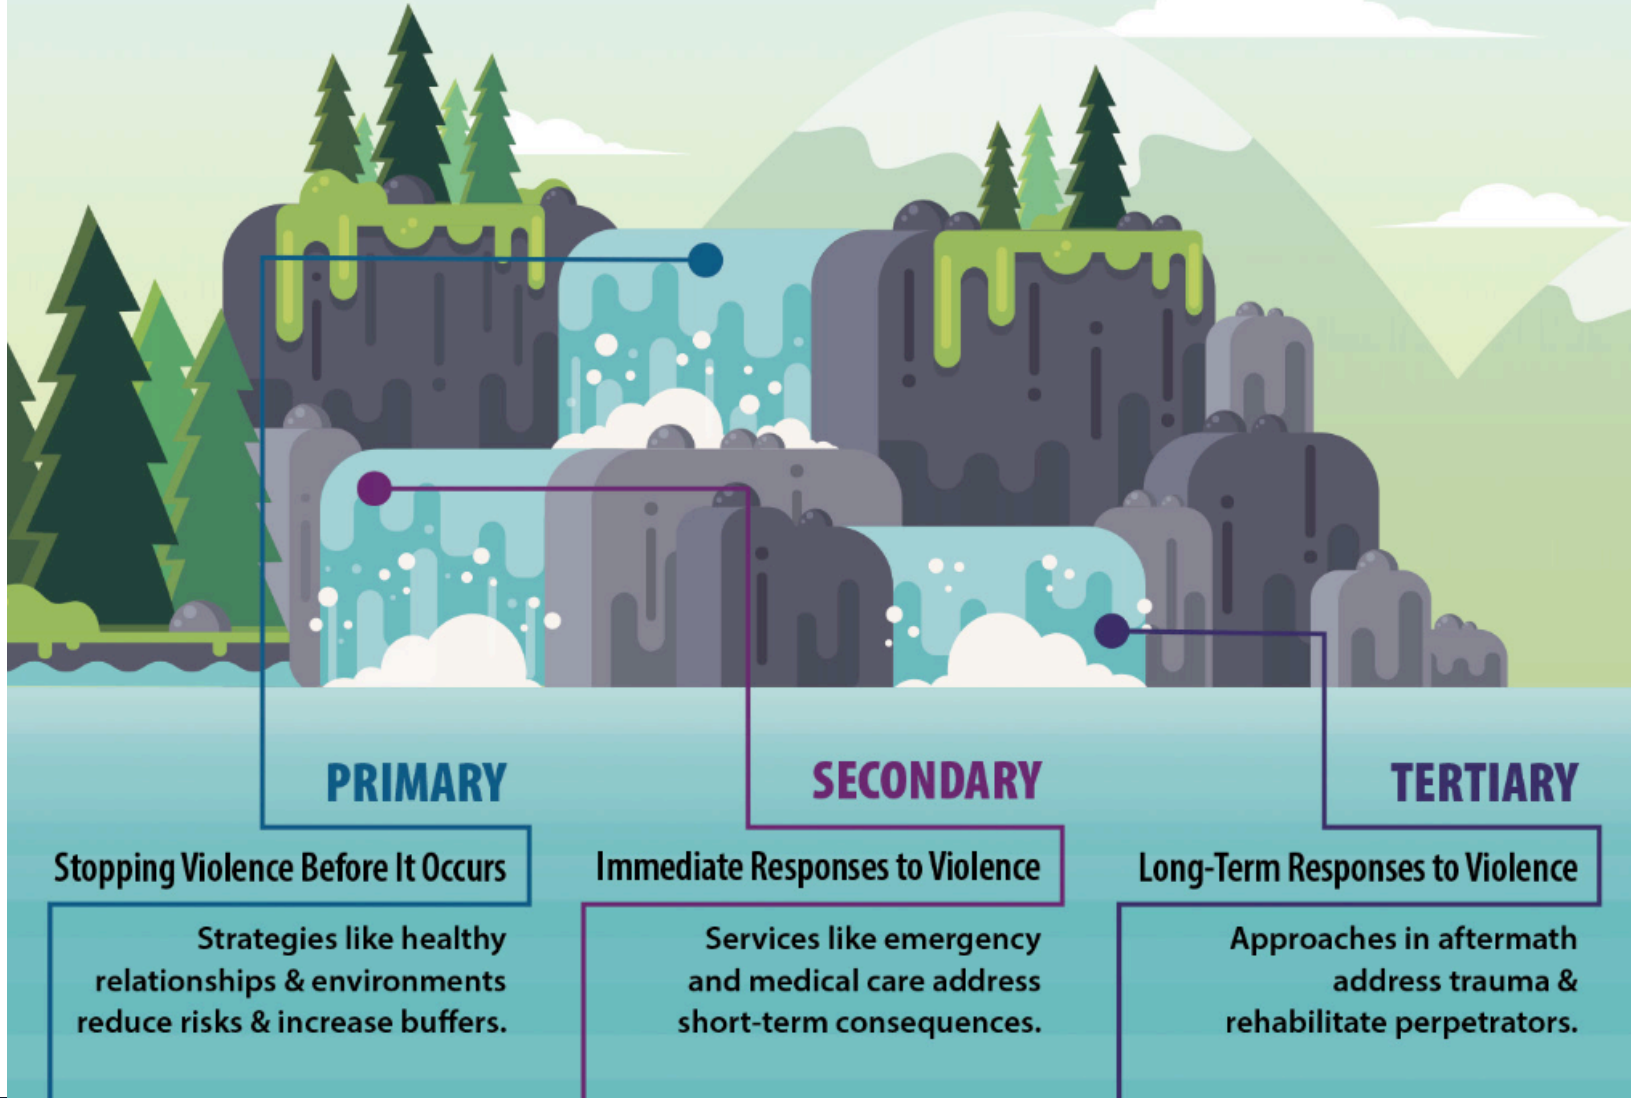 PRIMARY
Stopping Violence Before It Occurs
Strategies like healthy
relationships & environments
reduce risks & increase buffers.
SECONDARY
Immediate Responses to Violence
Services like emergency
and medical care address
short-term consequences.
TERTIARY
Long-Term Responses to Violence
Approaches in aftermath
address trauma &
rehabilitate perpetrators.